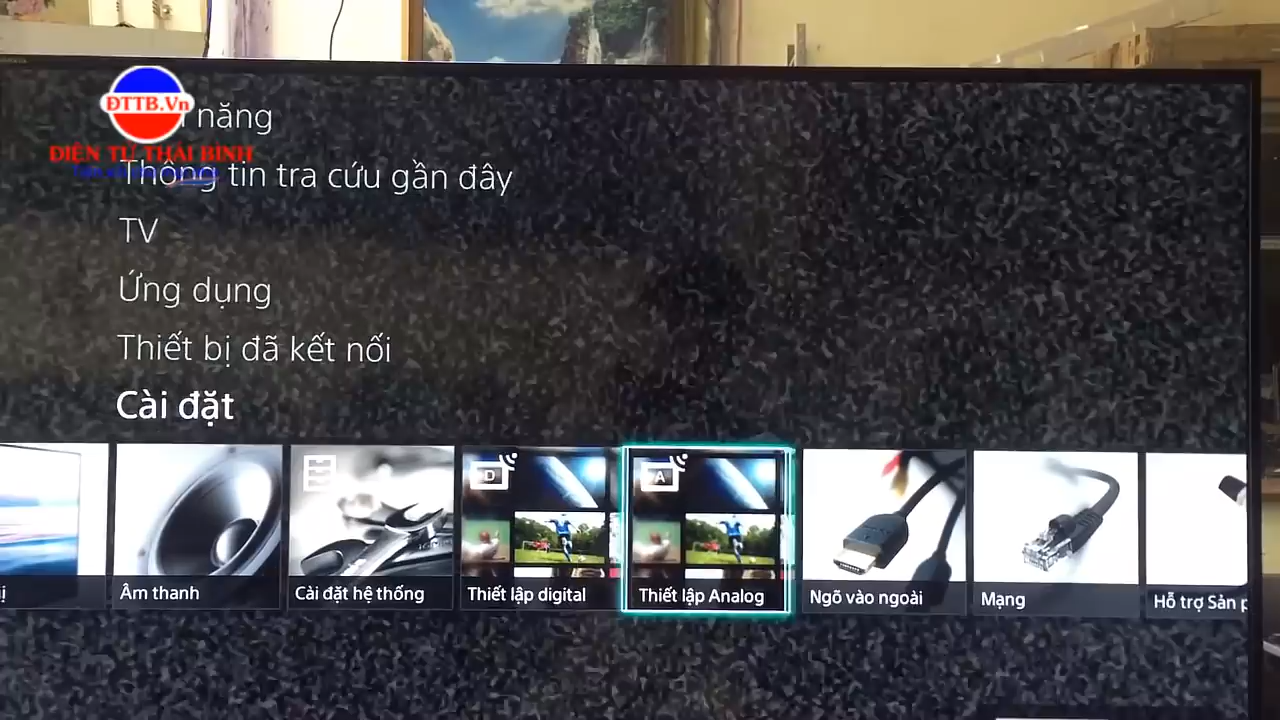 ĐTTB.Vn
năng
ĐIỆN TỬ THÁI BÌNH
Thông tin tra cứu gần đây
TV
Ứng dụng
Thiết bị đã kết nối
Cài đặt
D
A
Âm thanh
Cài đặt hệ thống
Thiết lập digital
Thiết lập Analog
Ngõ vào ngoài
Mạng
Hỗ trợ Sản